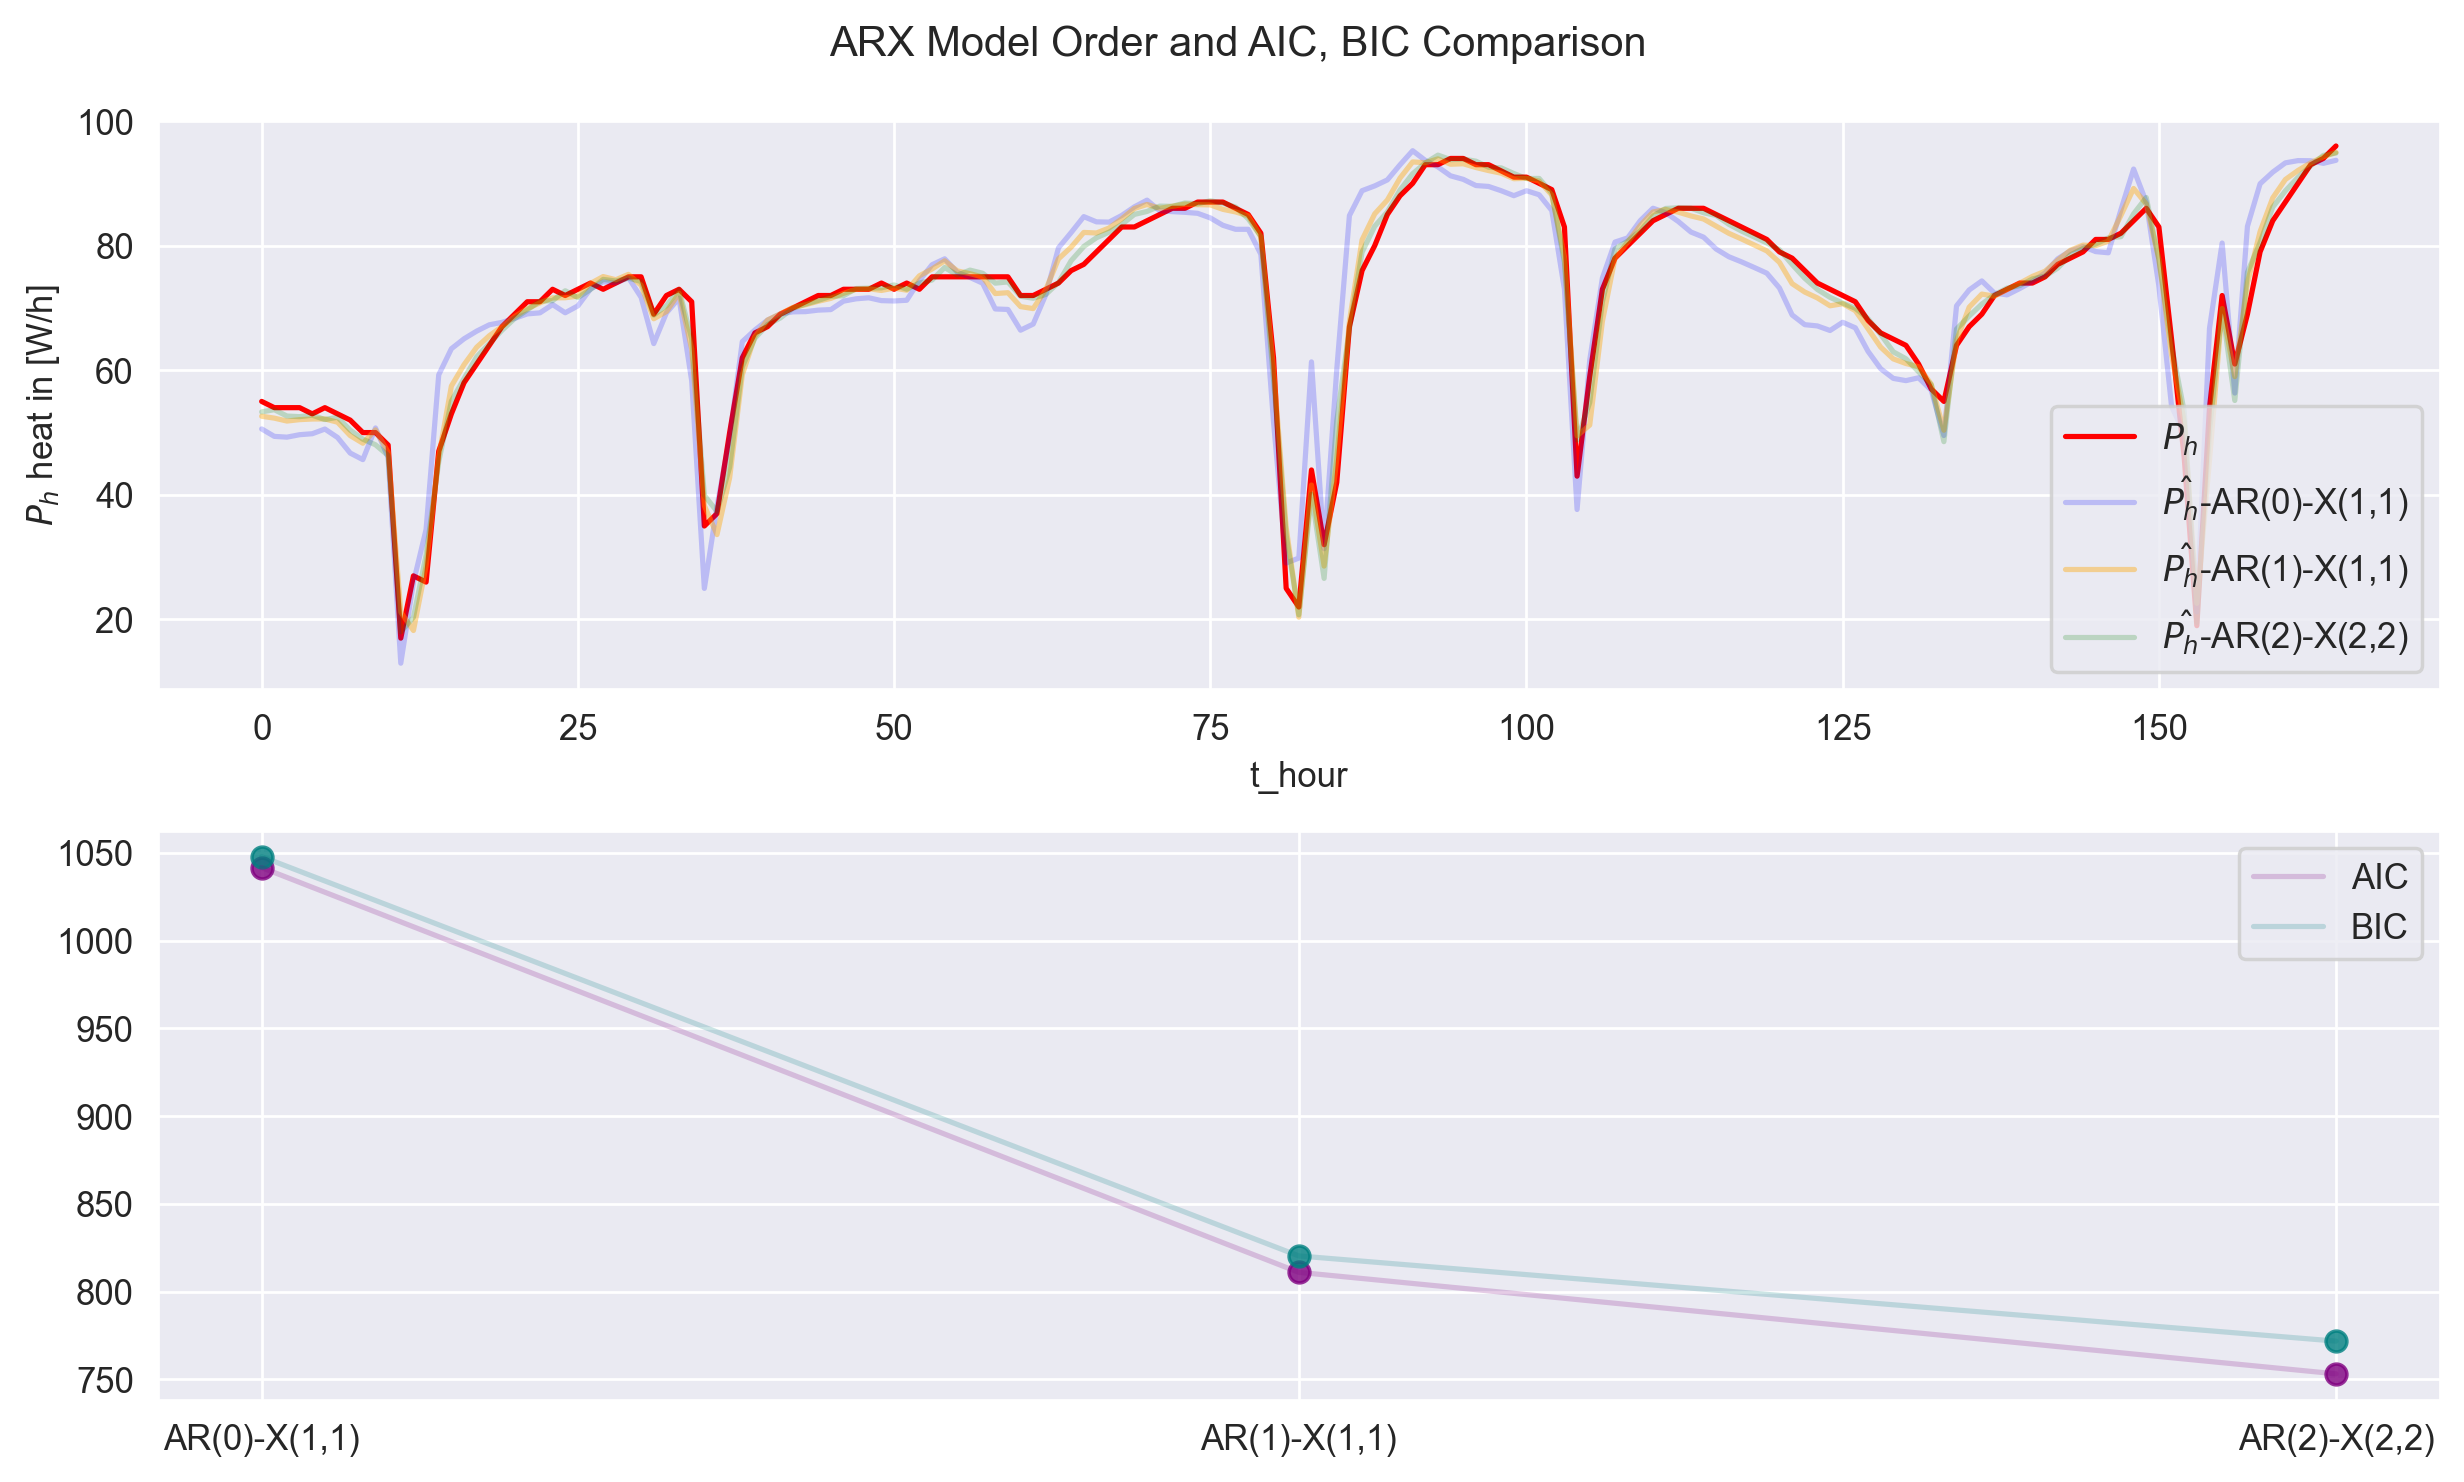 ARX Model Order and AIC, BIC Comparison
100
80
60
40
20
P_h heat in [W/h]
0 25 50 75 100 125 150
t_hour
P_h
P̂_h-AR(0)-X(1,1)
P̂_h-AR(1)-X(1,1)
P̂_h-AR(2)-X(2,2)
1050
1000
950
900
850
800
750
AIC
BIC
AR(0)-X(1,1) AR(1)-X(1,1) AR(2)-X(2,2)